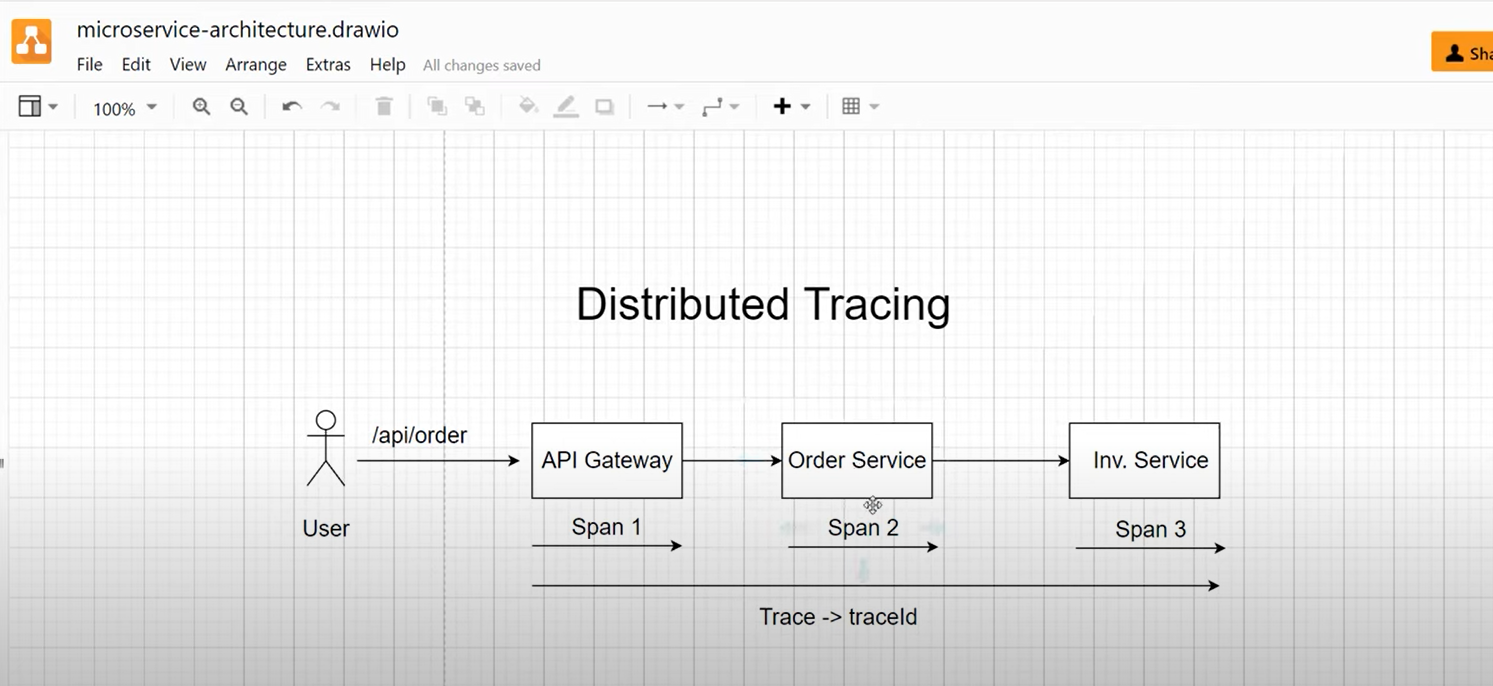 microservice-architecture.drawio
File Edit View Arrange Extras Help All changes saved
100%
Distributed Tracing
/api/order
API Gateway
Order Service
Inv. Service
User
Span 1
Span 2
Span 3
Trace -> traceId